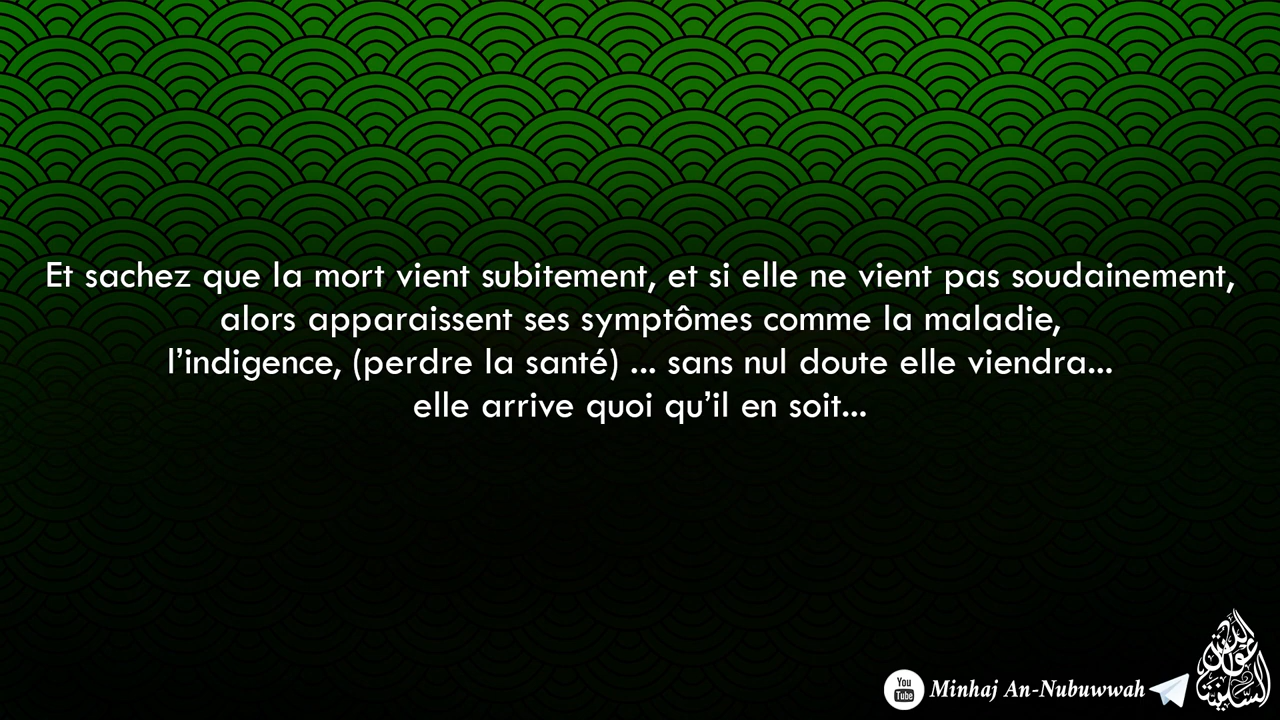 Et sachez que la mort vient subitement, et si elle ne vient pas soudainement,
alors apparaissent ses symptômes comme la maladie,
l’indigence, (perdre la santé) ... sans nul doute elle viendra...
elle arrive quoi qu’il en soit...
You
Tube
Minhaj An-Nubuwwah